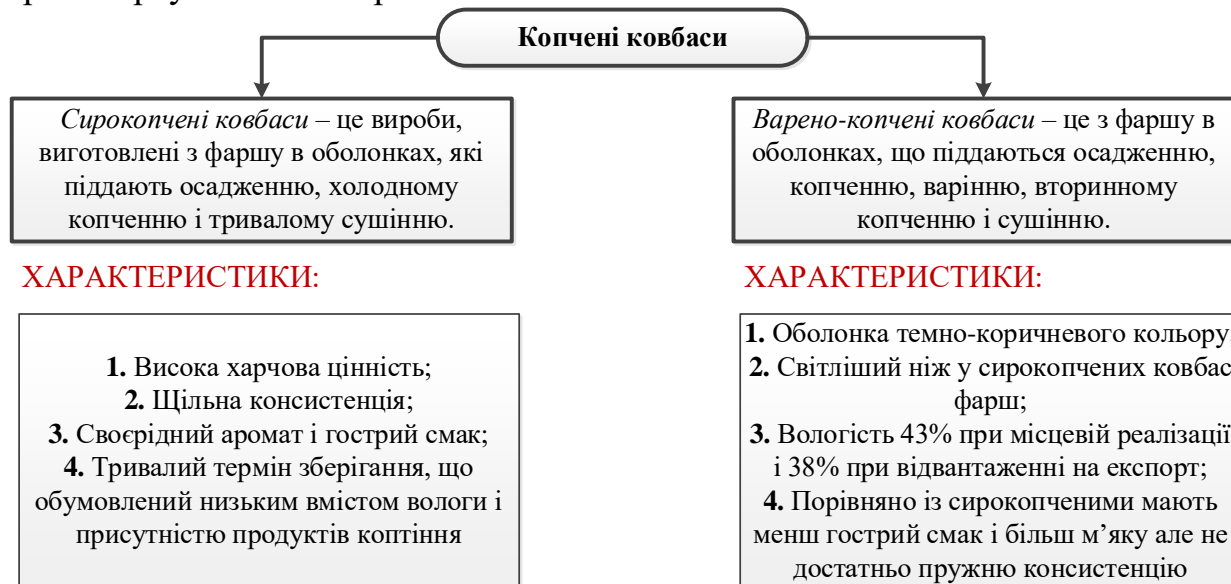 Копчені ковбаси
Сирокопчені ковбаси – це вироби,
виготовлені з фаршу в оболонках, які
піддають осадженню, холодному
копченню і тривалому сушінню.
ХАРАКТЕРИСТИКИ:
1. Висока харчова цінність;
2. Щільна консистенція;
3. Своєрідний аромат і гострий смак;
4. Тривалий термін зберігання, що
обумовлений низьким вмістом вологи і
присутністю продуктів коптіння
Варено-копчені ковбаси – це з фаршу в
оболонках, що піддаються осадженню,
копченню, варінню, вторинному
копченню і сушінню.
ХАРАКТЕРИСТИКИ:
1. Оболонка темно-коричневого кольору
2. Світліший ніж у сирокопчених ковбас
фарш;
3. Вологість 43% при місцевій реалізації
і 38% при відвантаженні на експорт;
4. Порівняно із сирокопченими мають
менш гострий смак і більш м’яку але не
достатньо пружню консистенцію